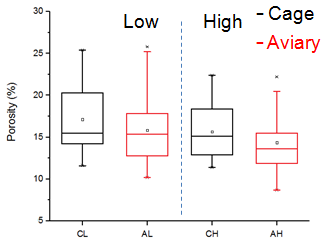 Low
High
- Cage
- Aviary
Porosity (%)
30
25
20
15
10
5
CL
AL
CH
AH